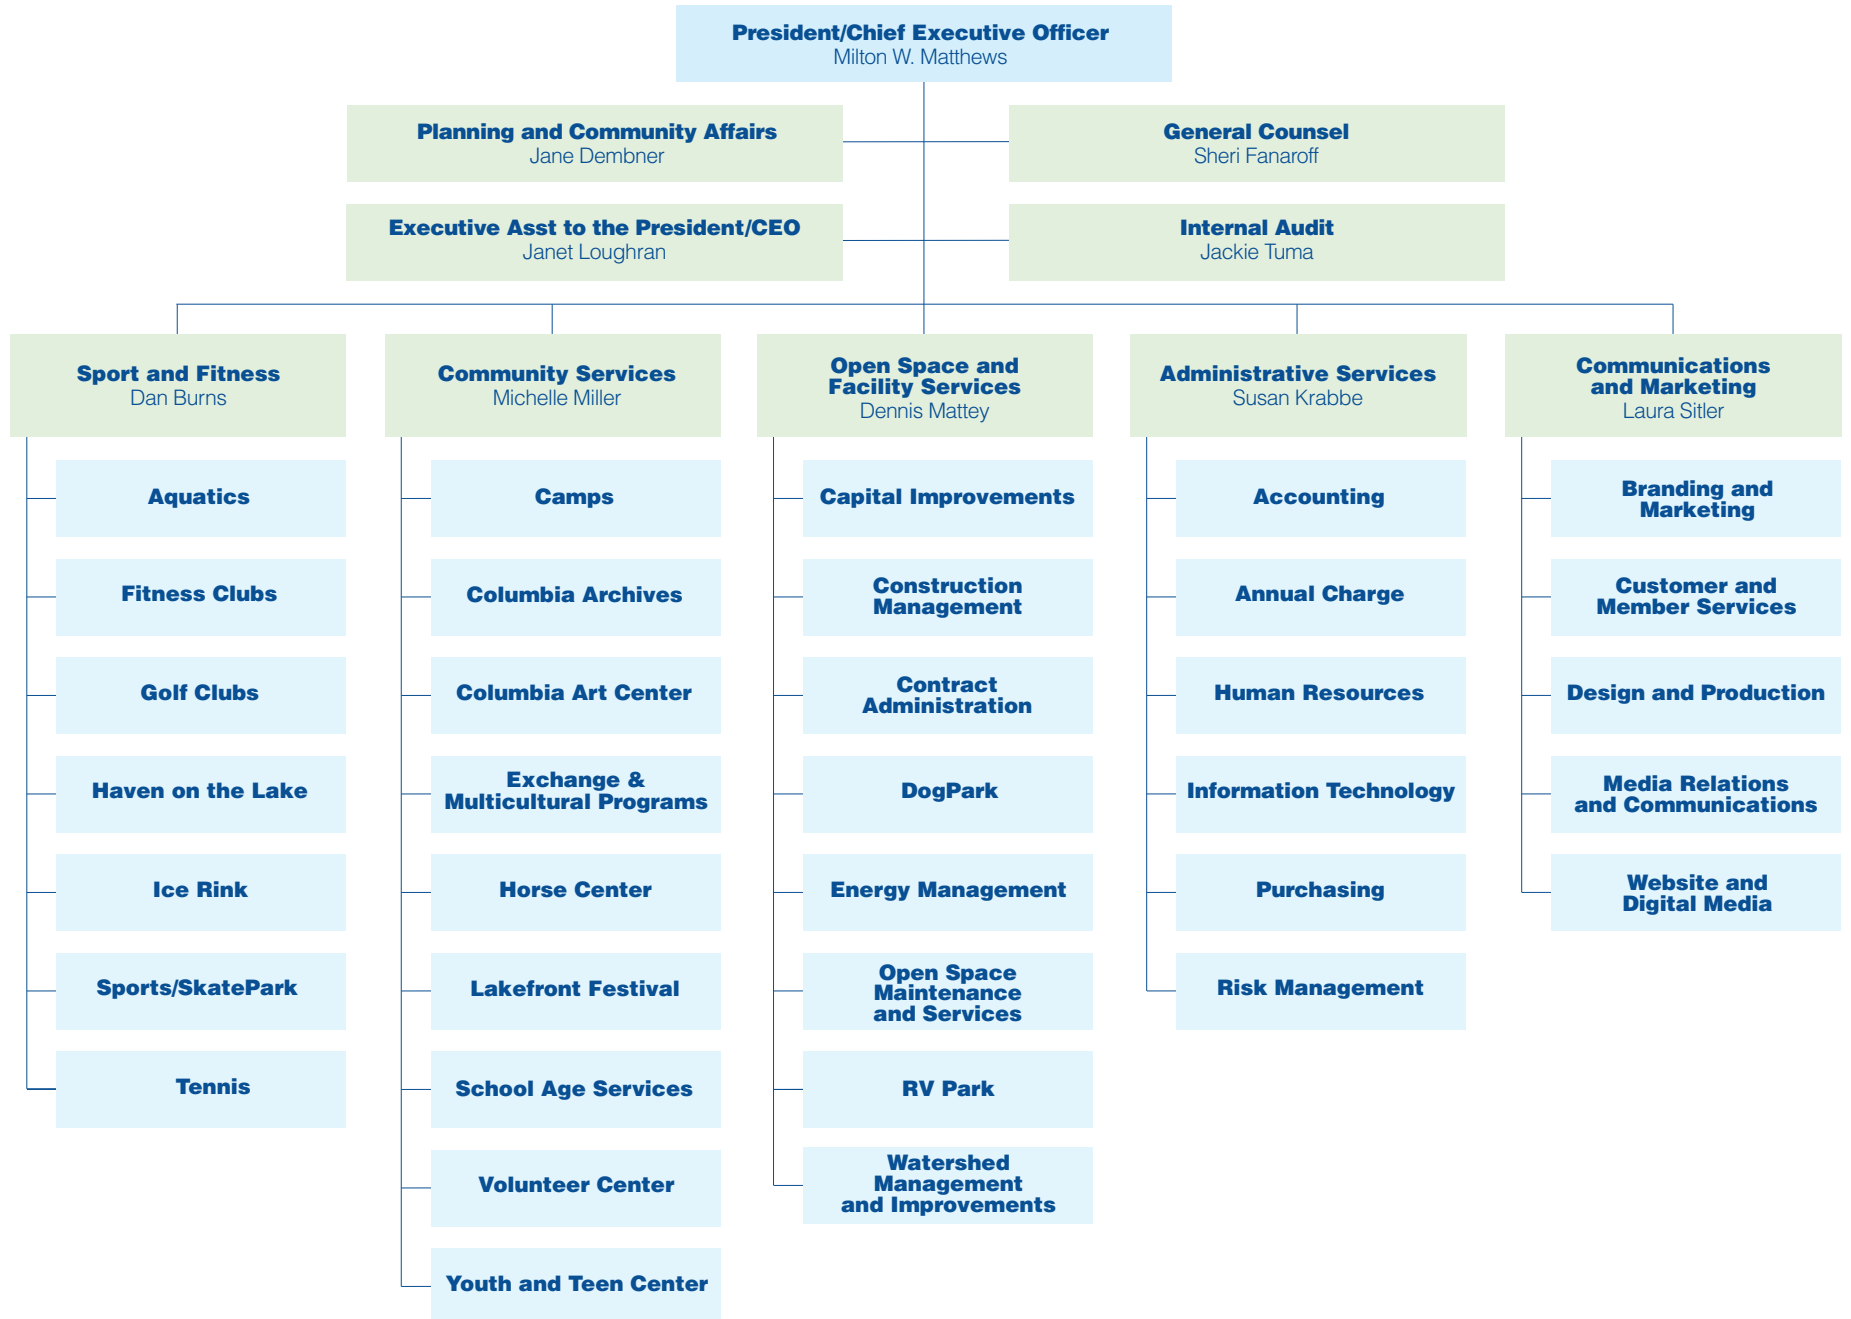 President/Chief Executive Officer
Milton W. Matthews
Planning and Community Affairs
Jane Dembner
General Counsel
Sheri Fanaroff
Executive Asst to the President/CEO
Janet Loughran
Internal Audit
Jackie Tuma
Sport and Fitness
Dan Burns
Aquatics
Fitness Clubs
Golf Clubs
Haven on the Lake
Ice Rink
Sports/SkatePark
Tennis
Community Services
Michelle Miller
Camps
Columbia Archives
Columbia Art Center
Exchange &
Multicultural Programs
Horse Center
Lakefront Festival
School Age Services
Volunteer Center
Youth and Teen Center
Open Space and
Facility Services
Dennis Mattey
Capital Improvements
Construction
Management
Contract
Administration
DogPark
Energy Management
Open Space
Maintenance
and Services
RV Park
Watershed
Management
and Improvements
Administrative Services
Susan Krabbe
Accounting
Annual Charge
Human Resources
Information Technology
Purchasing
Risk Management
Communications
and Marketing
Laura Sitler
Branding and
Marketing
Customer and
Member Services
Design and Production
Media Relations
and Communications
Website and
Digital Media